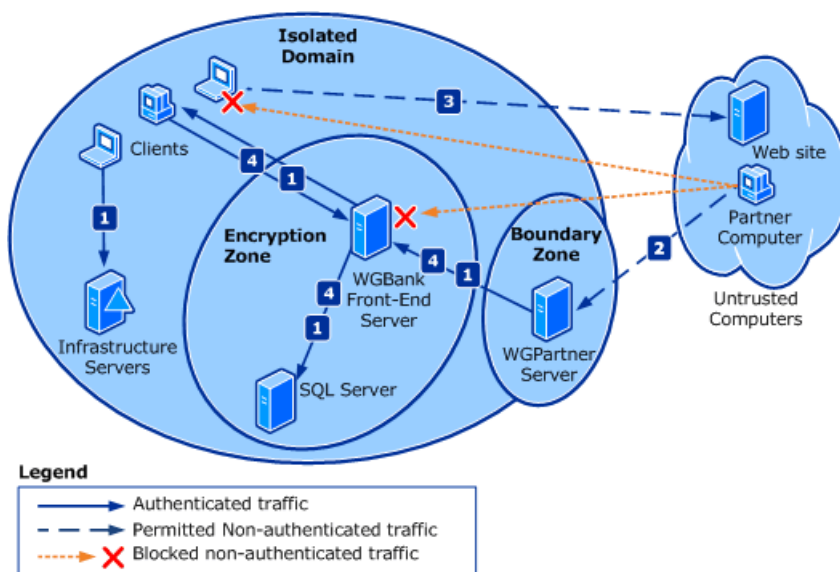 Isolated
Domain
3
Web site
Clients
4
1
1
Partner
Computer
Encryption
Zone
Boundary
Zone
2
4
1
WGBank
Front-End
Server
4
1
Untrusted
Computers
Infrastructure
Servers
WGPartner
Server
SQL Server
Legend
Authenticated traffic
Permitted Non-authenticated traffic
Blocked non-authenticated traffic